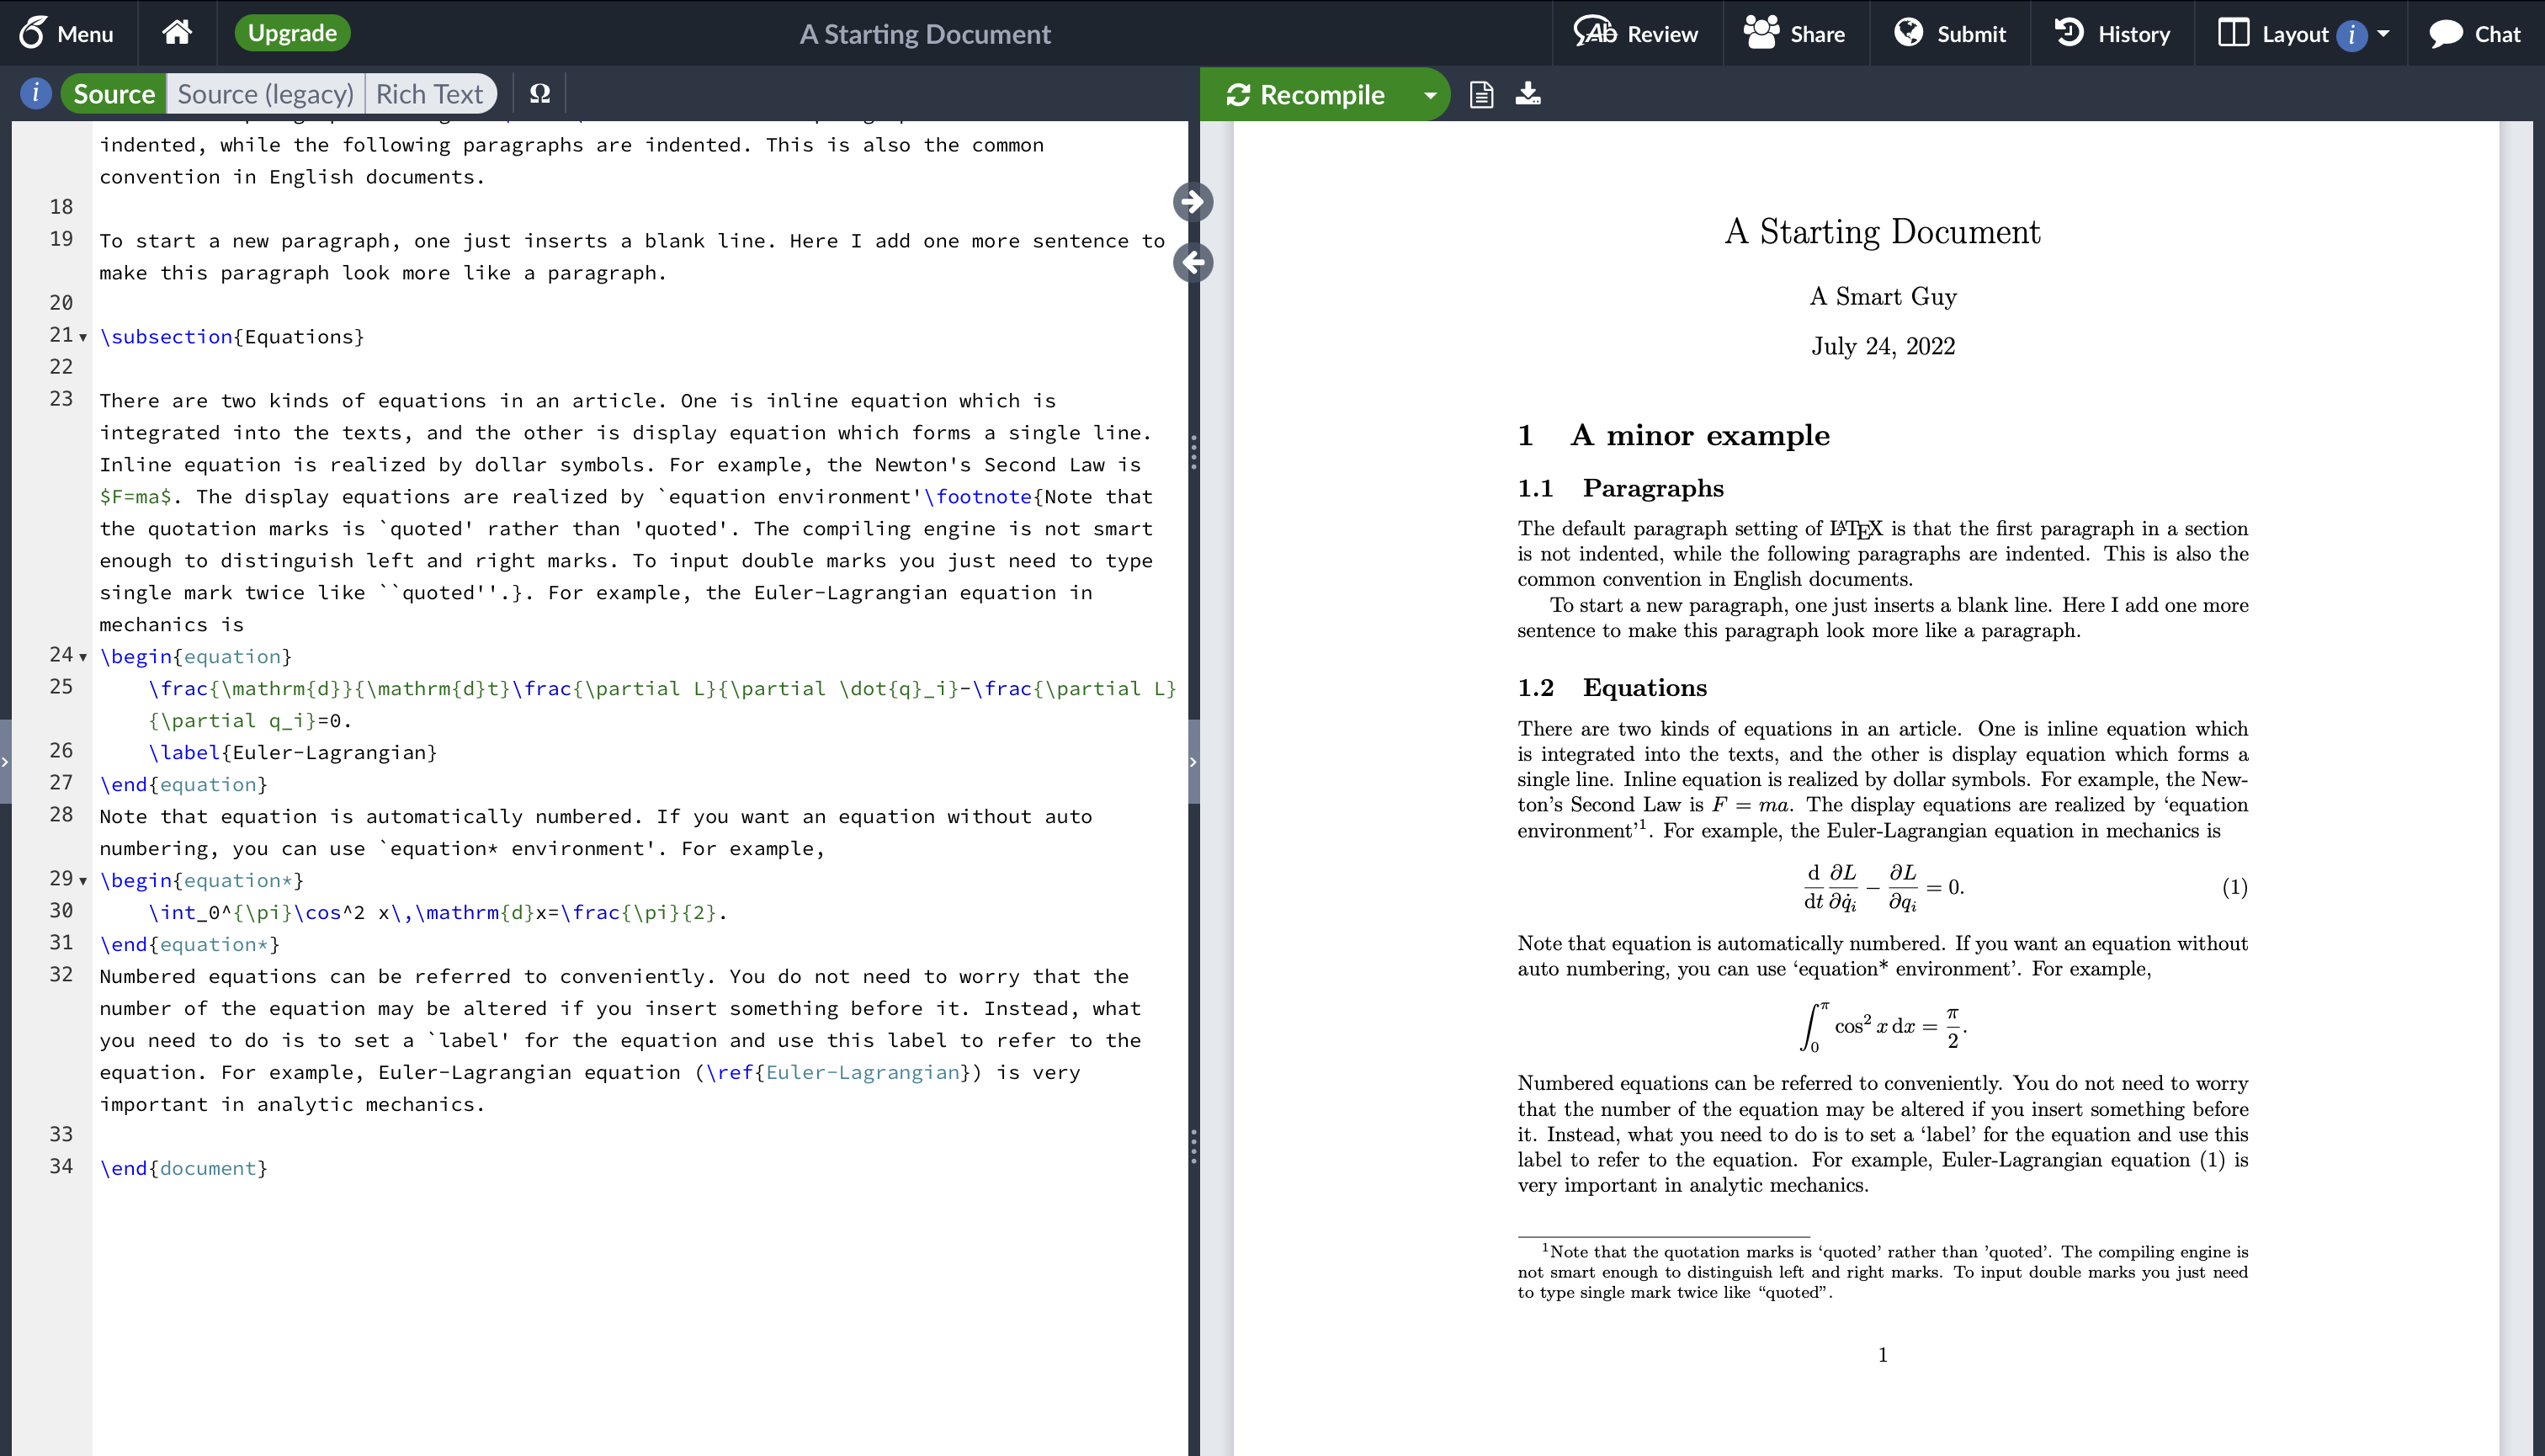 Menu
Upgrade
A Starting Document
Review
Share
Submit
History
Layout i
Chat
i
Source
Source (legacy)
Rich Text
Ω
Recompile
indented, while the following paragraphs are indented. This is also the common
convention in English documents.
18
19 To start a new paragraph, one just inserts a blank line. Here I add one more sentence to
make this paragraph look more like a paragraph.
20
21 \subsection{Equations}
22
23 There are two kinds of equations in an article. One is inline equation which is
integrated into the texts, and the other is display equation which forms a single line.
Inline equation is realized by dollar symbols. For example, the Newton's Second Law is
$F=ma$. The display equations are realized by `equation environment'\footnote{Note that
the quotation marks is `quoted' rather than 'quoted'. The compiling engine is not smart
enough to distinguish left and right marks. To input double marks you just need to type
single mark twice like ``quoted''.}. For example, the Euler-Lagrangian equation in
mechanics is
24 \begin{equation}
25 \frac{\mathrm{d}}{\mathrm{d}t}\frac{\partial L}{\partial \dot{q}_i}-\frac{\partial L}
{\partial q_i}=0.
26 \label{Euler-Lagrangian}
27 \end{equation}
28 Note that equation is automatically numbered. If you want an equation without auto
numbering, you can use `equation* environment'. For example,
29 \begin{equation*}
30 \int_0^{\pi}\cos^2 x\,\mathrm{d}x=\frac{\pi}{2}.
31 \end{equation*}
32 Numbered equations can be referred to conveniently. You do not need to worry that the
number of the equation may be altered if you insert something before it. Instead, what
you need to do is to set a `label' for the equation and use this label to refer to the
equation. For example, Euler-Lagrangian equation (\ref{Euler-Lagrangian}) is very
important in analytic mechanics.
33
34 \end{document}
A Starting Document
A Smart Guy
July 24, 2022
1 A minor example
1.1 Paragraphs
The default paragraph setting of LATEX is that the first paragraph in a section
is not indented, while the following paragraphs are indented. This is also the
common convention in English documents.
To start a new paragraph, one just inserts a blank line. Here I add one more
sentence to make this paragraph look more like a paragraph.
1.2 Equations
There are two kinds of equations in an article. One is inline equation which
is integrated into the texts, and the other is display equation which forms a
single line. Inline equation is realized by dollar symbols. For example, the New-
ton's Second Law is F = ma. The display equations are realized by ‘equation
environment’¹. For example, the Euler-Lagrangian equation in mechanics is
d/dt ∂L/∂q̇ᵢ − ∂L/∂qᵢ = 0. (1)
Note that equation is automatically numbered. If you want an equation without
auto numbering, you can use ‘equation* environment’. For example,
∫₀^π cos² x dx = π/2.
Numbered equations can be referred to conveniently. You do not need to worry
that the number of the equation may be altered if you insert something before
it. Instead, what you need to do is to set a ‘label’ for the equation and use this
label to refer to the equation. For example, Euler-Lagrangian equation (1) is
very important in analytic mechanics.
¹Note that the quotation marks is ‘quoted’ rather than ’quoted’. The compiling engine is
not smart enough to distinguish left and right marks. To input double marks you just need
to type single mark twice like “quoted”.
1